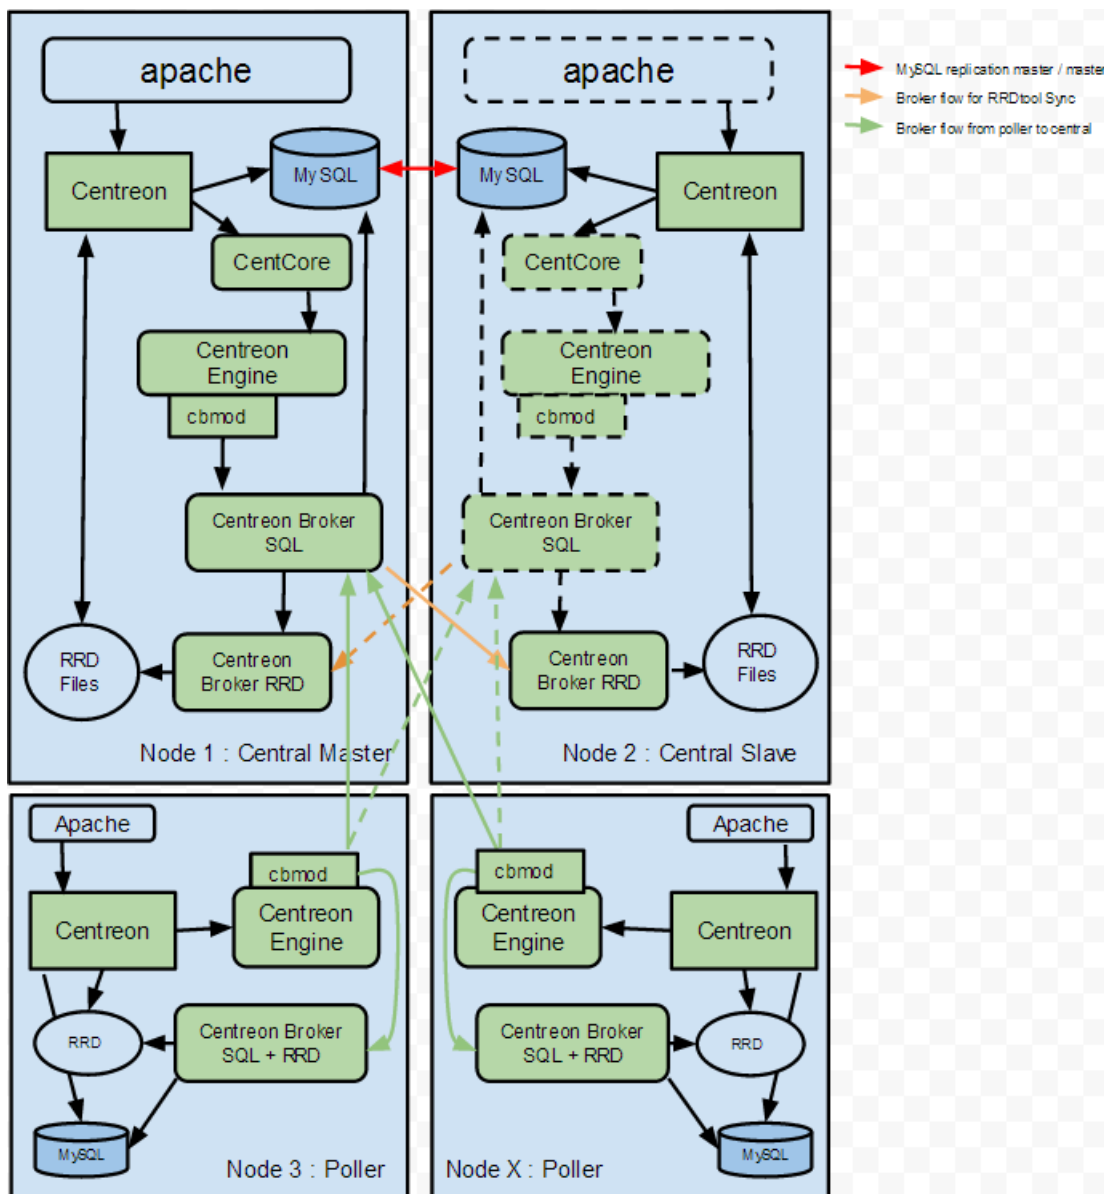 apache
Centreon
MySQL
CentCore
Centreon
Engine
cbmod
Centreon Broker
SQL
RRD
Files
Centreon
Broker RRD
Node 1 : Central Master
apache
MySQL
Centreon
CentCore
Centreon
Engine
cbmod
Centreon Broker
SQL
Centreon
Broker RRD
RRD
Files
Node 2 : Central Slave
MySQL replication master / master
Broker flow for RRDtool Sync
Broker flow from poller to central
Apache
cbmod
Centreon
Centreon
Engine
RRD
Centreon Broker
SQL + RRD
MySQL
Node 3 : Poller
Apache
cbmod
Centreon
Engine
Centreon
Centreon Broker
SQL + RRD
RRD
MySQL
Node X : Poller